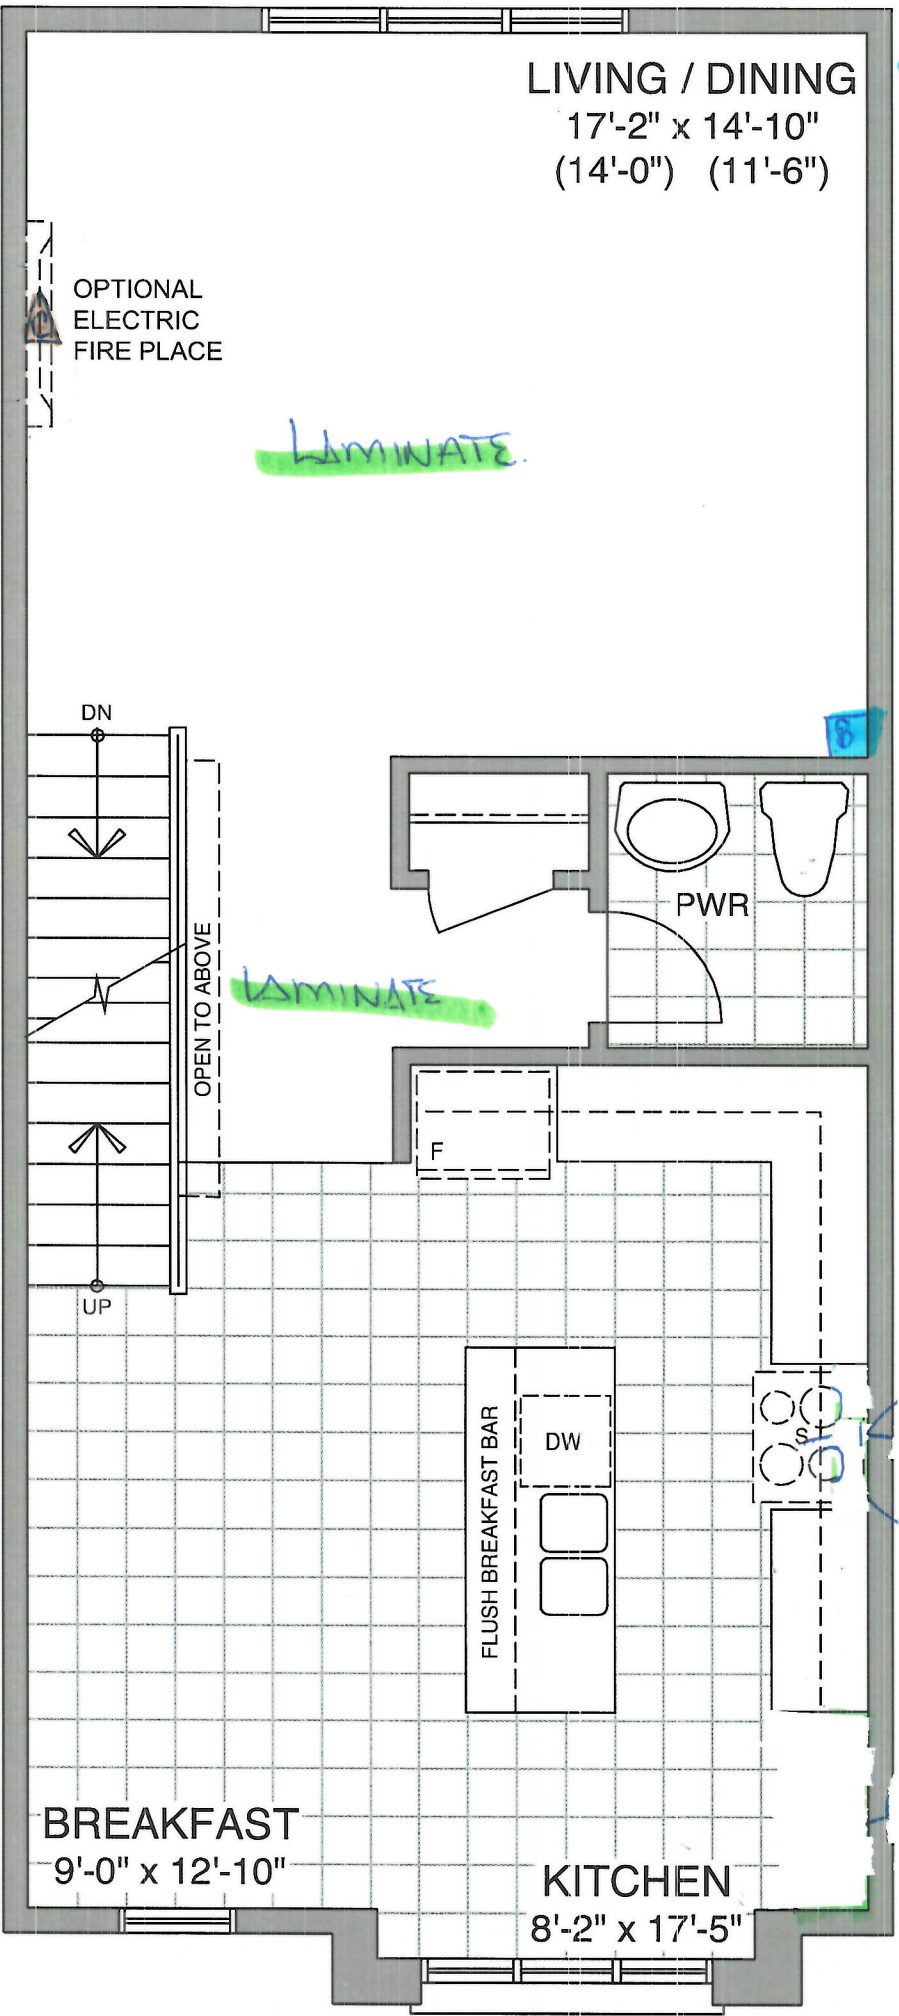 LIVING / DINING
17'-2" x 14'-10"
(14'-0") (11'-6")
OPTIONAL
ELECTRIC
FIRE PLACE
LAMINATE.
DN
B
OPEN TO ABOVE
PWR
LAMINATE
F
UP
FLUSH BREAKFAST BAR
DW
S
BREAKFAST
9'-0" x 12'-10"
KITCHEN
8'-2" x 17'-5"